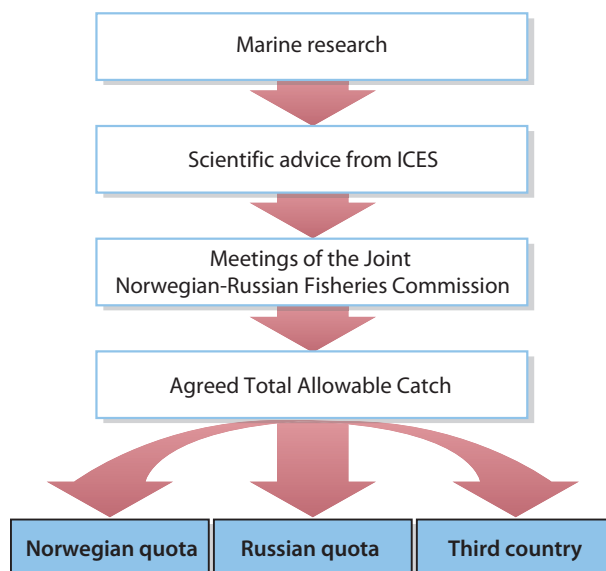 Marine research
Scientific advice from ICES
Meetings of the Joint
Norwegian-Russian Fisheries Commission
Agreed Total Allowable Catch
Norwegian quota
Russian quota
Third country